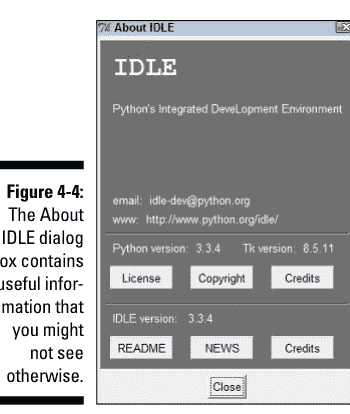 Figure 4-4:
The About
IDLE dialog
ox contains
useful infor-
mation that
you might
not see
otherwise.
About IDLE
IDLE
Python's Integrated DeveLopment Environment
email: idle-dev@python.org
www: http://www.python.org/idle/
Python version: 3.3.4 Tk version: 8.5.11
License Copyright Credits
IDLE version: 3.3.4
README NEWS Credits
Close